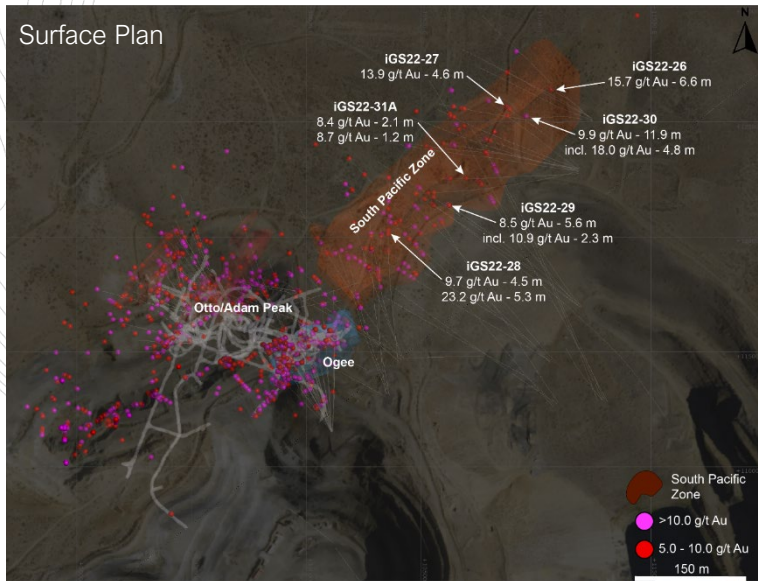 Surface Plan
N
iGS22-27
13.9 g/t Au - 4.6 m
iGS22-26
15.7 g/t Au - 6.6 m
iGS22-31A
8.4 g/t Au - 2.1 m
8.7 g/t Au - 1.2 m
iGS22-30
9.9 g/t Au - 11.9 m
incl. 18.0 g/t Au - 4.8 m
South Pacific Zone
iGS22-29
8.5 g/t Au - 5.6 m
incl. 10.9 g/t Au - 2.3 m
iGS22-28
9.7 g/t Au - 4.5 m
23.2 g/t Au - 5.3 m
Otto/Adam Peak
Ogee
South Pacific
Zone
>10.0 g/t Au
5.0 - 10.0 g/t Au
150 m